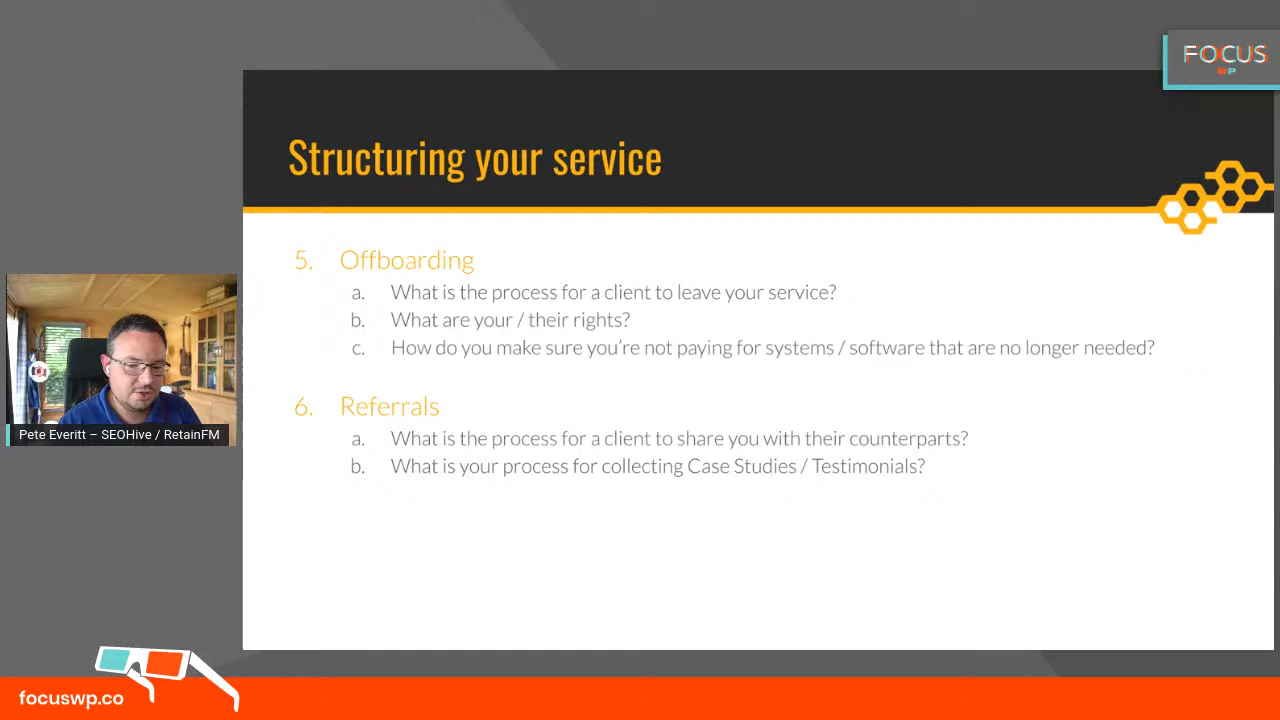 FOCUS
WP
Structuring your service
5. Offboarding
a. What is the process for a client to leave your service?
b. What are your / their rights?
c. How do you make sure you’re not paying for systems / software that are no longer needed?
6. Referrals
a. What is the process for a client to share you with their counterparts?
b. What is your process for collecting Case Studies / Testimonials?
Pete Everitt – SEOHive / RetainFM
focuswp.co